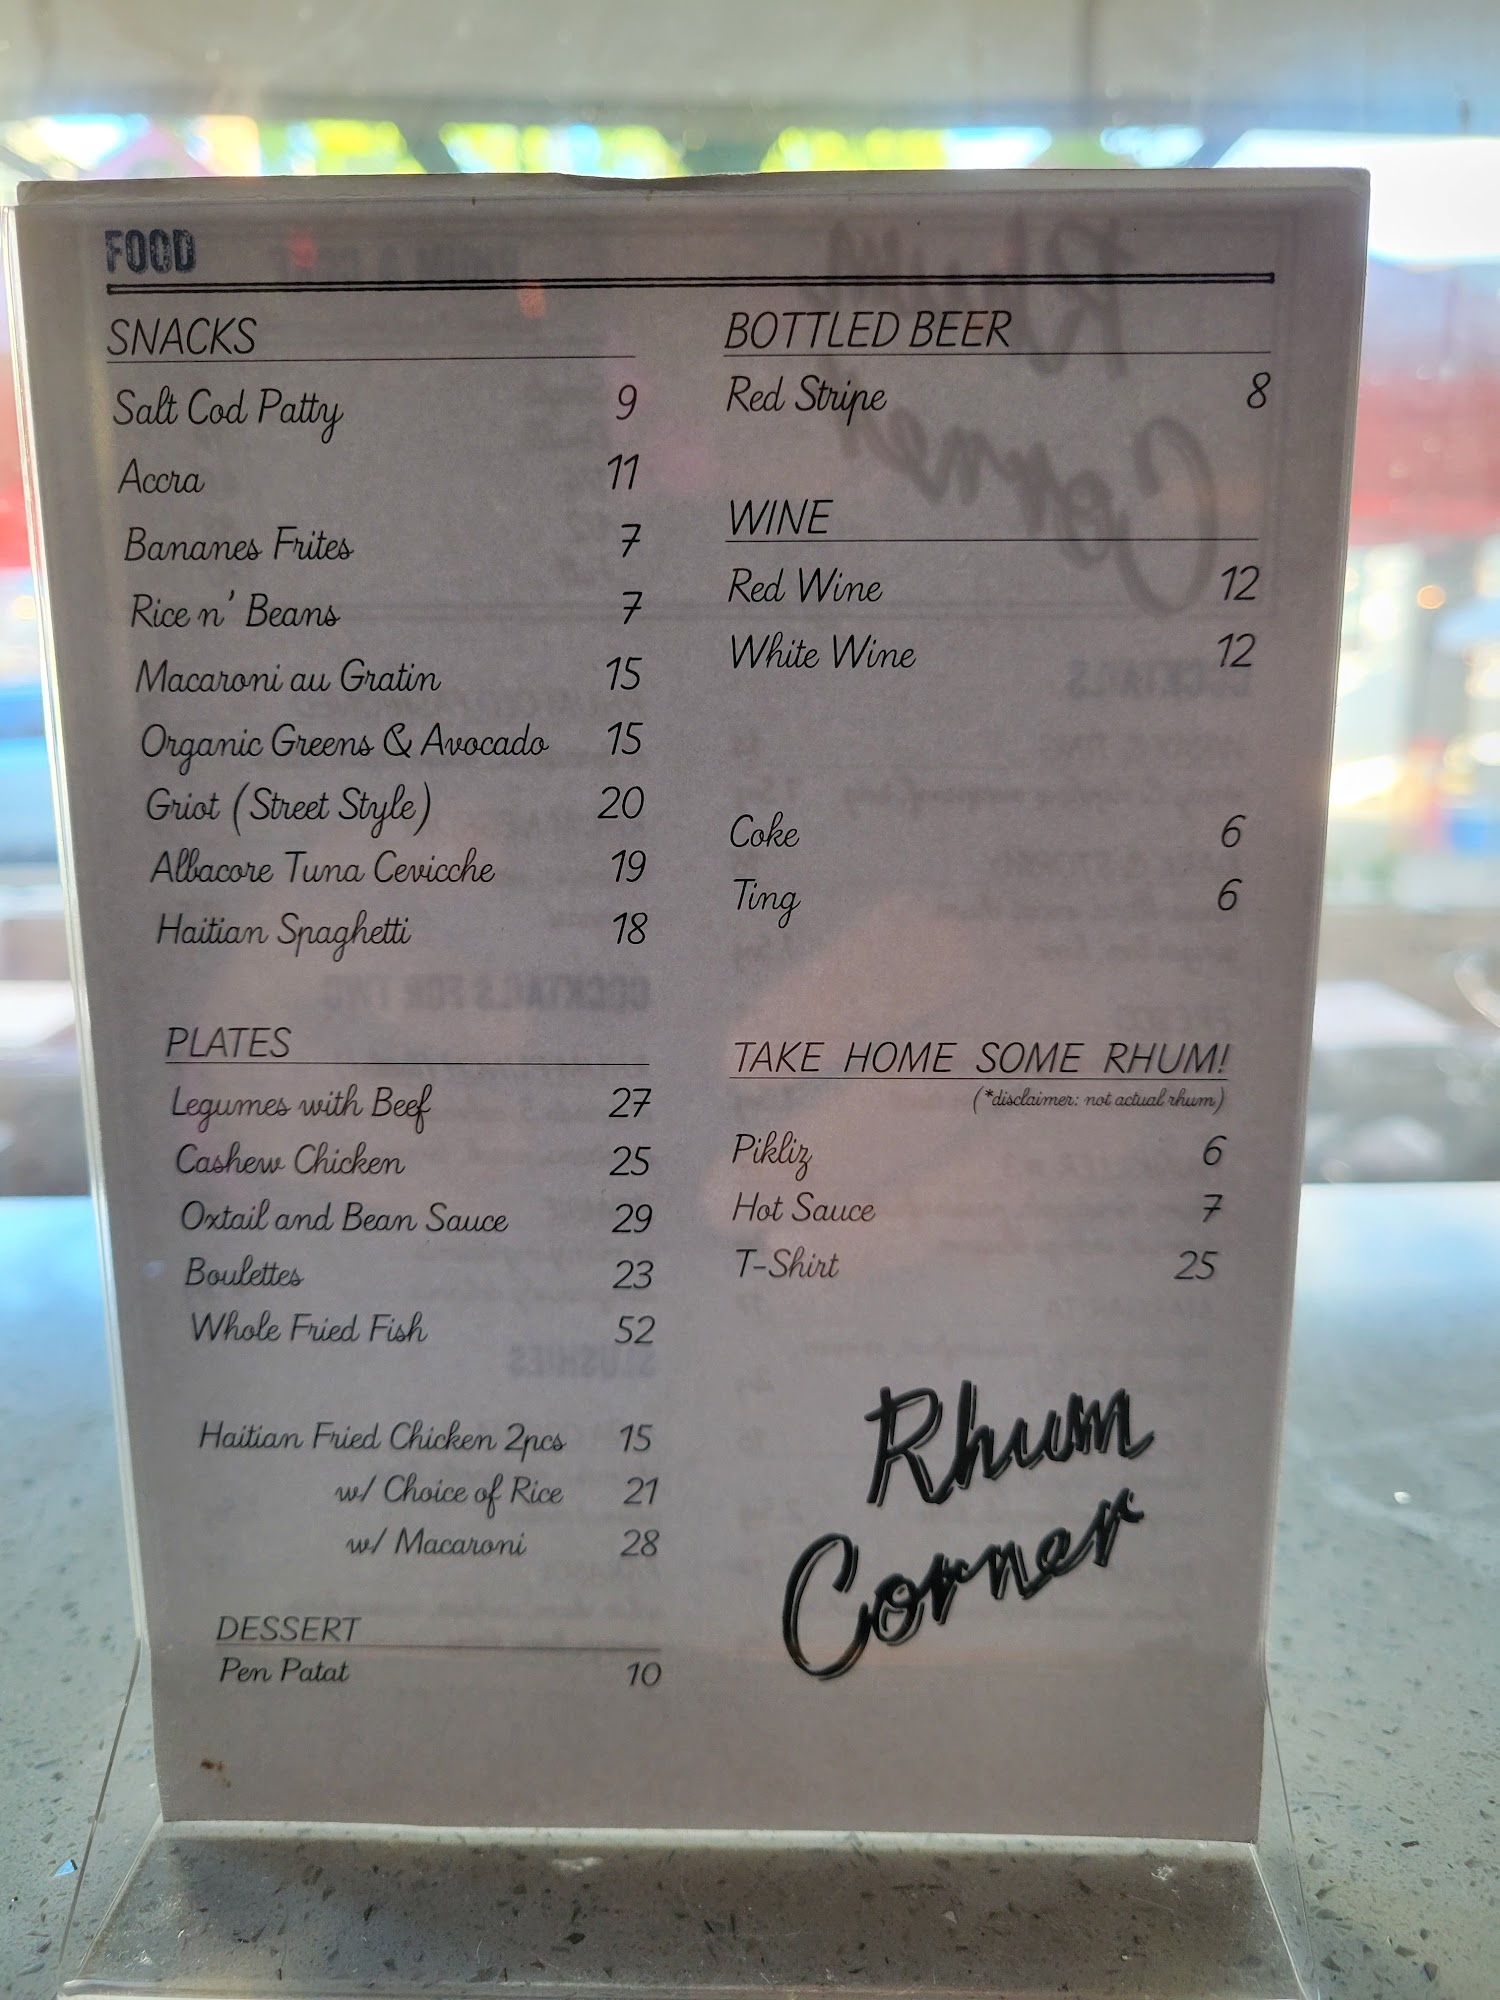 FOOD
SNACKS
Salt Cod Patty 9
Accra 11
Bananes Frites 7
Rice n' Beans 7
Macaroni au Gratin 15
Organic Greens & Avocado 15
Griot (Street Style) 20
Albacore Tuna Cevicche 19
Haitian Spaghetti 18
PLATES
Legumes with Beef 27
Cashew Chicken 25
Oxtail and Bean Sauce 29
Boulettes 23
Whole Fried Fish 52
Haitian Fried Chicken 2pcs 15
w/ Choice of Rice 21
w/ Macaroni 28
DESSERT
Pen Patat 10
BOTTLED BEER
Red Stripe 8
WINE
Red Wine 12
White Wine 12
Coke 6
Ting 6
TAKE HOME SOME RHUM!
(*disclaimer: not actual rhum)
Pikliz 6
Hot Sauce 7
T-Shirt 25
Rhum
Corner